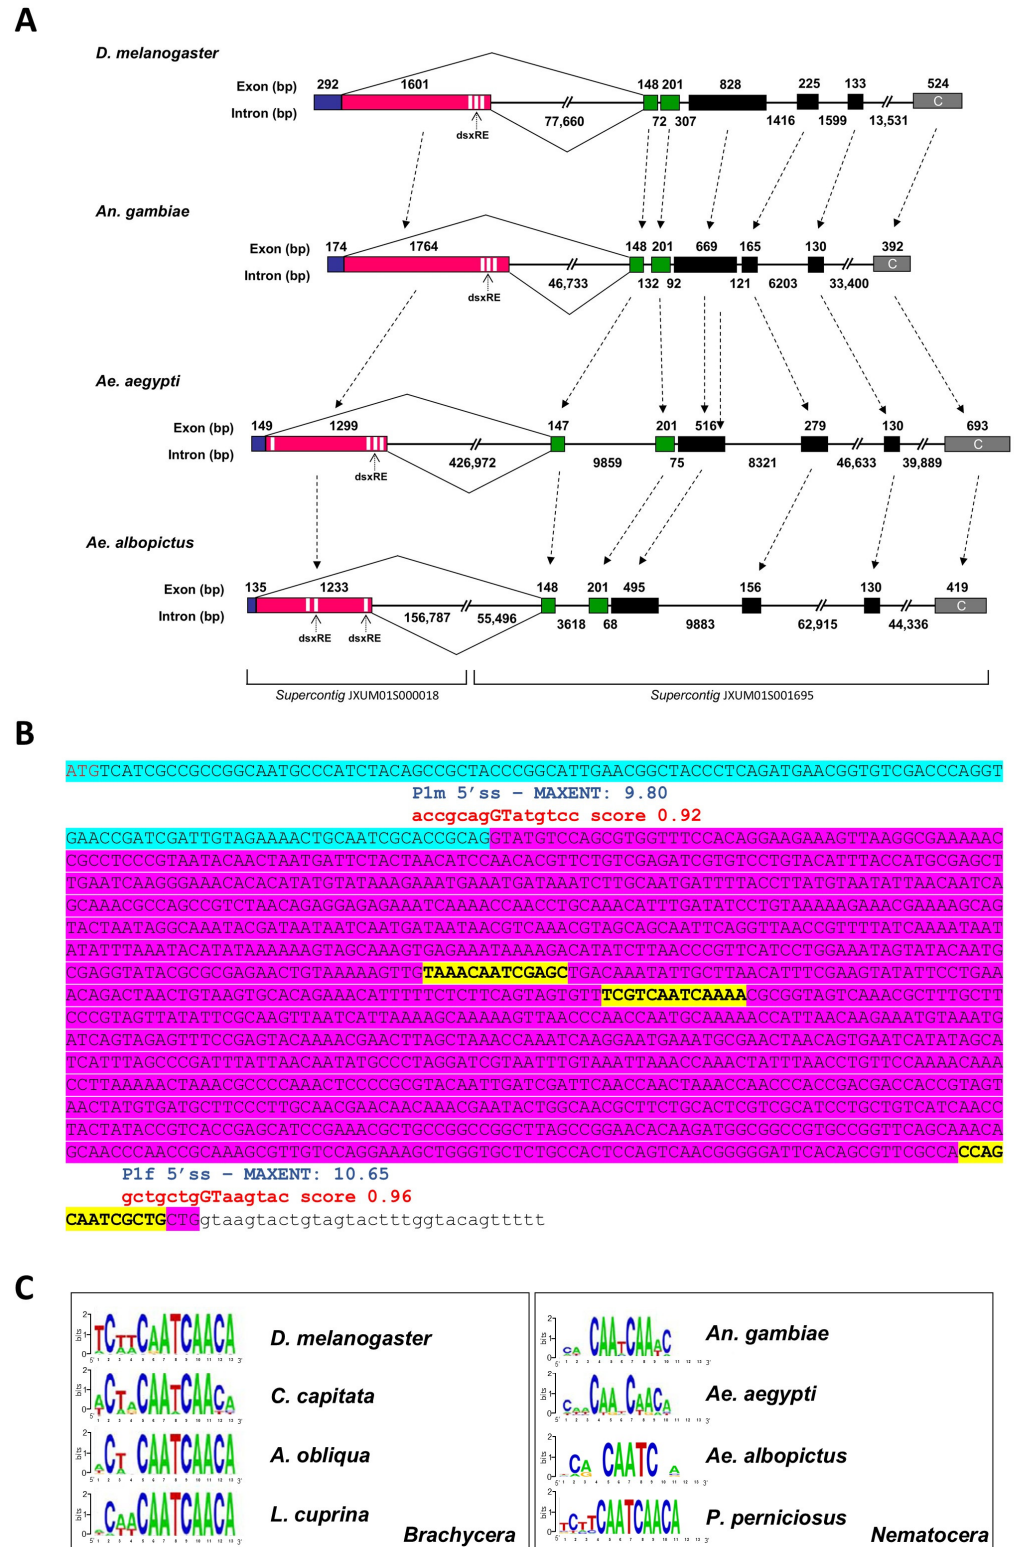 A
D. melanogaster
Exon (bp) 292 1601 148 201 828 225 133 524
C
Intron (bp) 77,660 72 307 1416 1599 13,531
dsxRE
An. gambiae
Exon (bp) 174 1764 148 201 669 165 130 392
C
Intron (bp) 46,733 132 92 121 6203 33,400
dsxRE
Ae. aegypti
Exon (bp) 149 1299 147 201 516 279 130 693
C
Intron (bp) 426,972 9859 75 8321 46,633 39,889
dsxRE
Ae. albopictus
Exon (bp) 135 1233 148 201 495 156 130 419
C
Intron (bp) 156,787 55,496 3618 68 9883 62,915 44,336
dsxRE dsxRE
Supercontig JXUM01S000018 Supercontig JXUM01S001695
B
ATGTCATCGCCGCCGGCAATGCCCATCTACAGCCGCTACCCGGCATTGAACGGCTACCCTCAGATGAACGGTGTCGACCCAGGT
P1m 5’ss – MAXENT: 9.80
accgcagGTatgtcc score 0.92
GAACCGATCGATTGTAGAAAACTGCAATCGCACCGCAGGTATGTCCAGCGTGGTTTCCACAGGAAGAAAGTTAAGGCGAAAAAC
CGCCTCCCGTAATACAACTAATGATTCTACTAACATCCAACACGTTCTGTCGAGATCGTGTCCTGTACATTTACCATGCGAGCT
TGAATCAAGGGAAACACACATATGTATAAAGAAATGAAATGATAAATCTTGCAATGATTTTACCTTATGTAATATTAACAATCA
GCAAACGCCAGCCGTCTAACAGAGGAGAGAAATCAAAACCAACCTGCAAACATTTGATATCCTGTAAAAAGAAACGAAAAGCAG
TACTAATAGGCAAATACGATAATAATCAATGATAATAACGTCAAACGTAGCAGCAATTCAGGTTAACGTTTTATCAAAATAAT
ATATTTAAATACATATAAAAAAGTAGCAAAGTGAGAAATAAAAGACATATCTTAACCCGTTCATCCTGGAAATAGTATACAATG
CGAGGTATACGCGCGAGAACTGTAAAAAGTTGTAAACAATCGAGCTGACAAATATTGCTTAACATTTCGAAGTATATTCCTGAA
ACAGACTAACTGTAAGTGCACAGAAACATTTTTCTCTTCAGTAGTGTTTCGTCAATCAAAACGCGGTAGTCAAACGCTTTGCTT
CCCGTAGTTATATTCGCAAGTTAATCATTAAAAGCAAAAAGTTAACCCAACCAATGCAAAAACCATTAACAAGAAATGTAAATG
ATCAGTAGAGTTTCCGAGTACAAAACGAACTTAGCTAAACCAAATCAAGGAATGAAATGCGAACTAACAGTGAATCATATAGCA
TCATTTAGCCCGATTTATTAACAATATGCCCTAGGATCGTAATTTGTAAATTAACCAAACTATTTAACCTGTTCCAAAACAAA
CCTTAAAAACTAAACGCCCCAAACTCCCCGCGTACAATTGATCGATTCAACCAACTAAACCAACCCACCGACGACCACCGTAGT
AACTATGTGATGCTTCCCTTGCAACGAACAACAAACGAATACTGGCAACGCTTCTGCACTCGTCGCATCCTGCTGTCATCAACC
TACTATACCGTCACCGAGCATCCGAAACGCTGCCGGCCGGCTTAGCCGGAACACAAGATGGCGGCCGTGCCGGTTCAGCAAACA
GCAACCCAACCGCAAAGCGTTGTCCAGGAAAGCTGGGTGCTGCCACTCCAGTCAACGGGGGGATTCACAGCGTTCGCCACCAG
P1f 5’ss – MAXENT: 10.65
gctgctgGTaagtac score 0.96
CAATCGCTGCTGgtaagtactgtagtactttggtacagttttt
C
D. melanogaster
C. capitata
A. obliqua
L. cuprina
Brachycera
An. gambiae
Ae. aegypti
Ae. albopictus
P. perniciosus
Nematocera